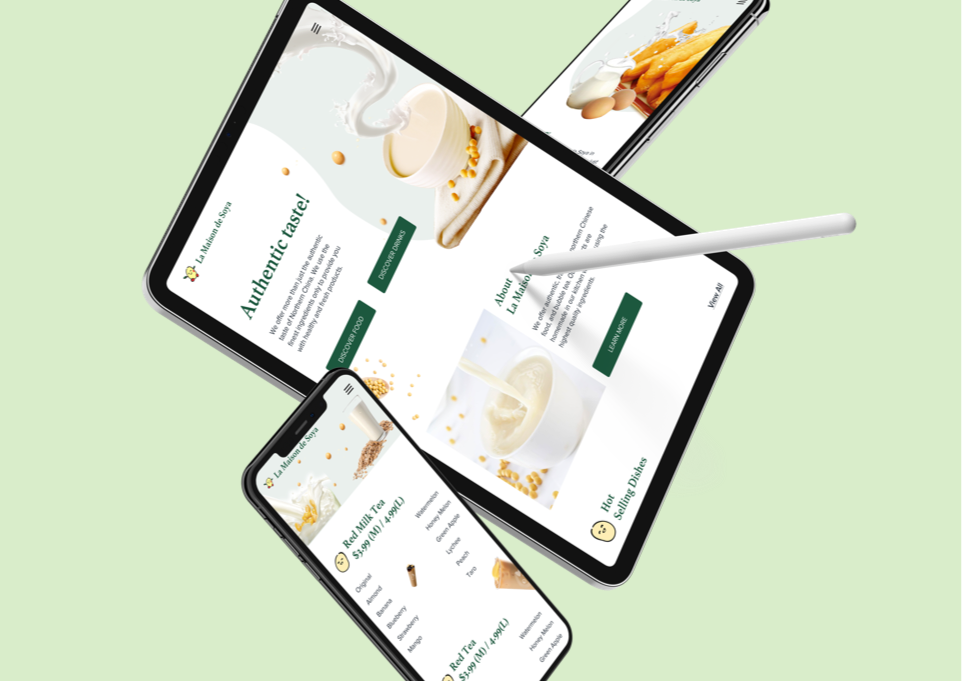 La Maison de Soya
Authentic taste!
We offer more than just the authentic
taste of Northern China. We use the
finest ingredients only to provide you
with healthy and fresh products.
DISCOVER FOOD
DISCOVER DRINKS
About
La Maison Soya
We offer authentic, Northern Chinese
food, and bubble tea. are
homemade in our kitchen using the
highest quality ingredients.
LEARN MORE
View All
Hot
Selling Dishes
La Maison de Soya
Red Milk Tea
$3.99 (M) / 4.99(L)
Original
Almond
Banana
Blueberry
Strawberry
Mango
Watermelon
Honey Melon
Green Apple
Lychee
Peach
Taro
Red Tea
$3.99 (M) / 4.99(L)
Watermelon
Honey Melon
Green Apple